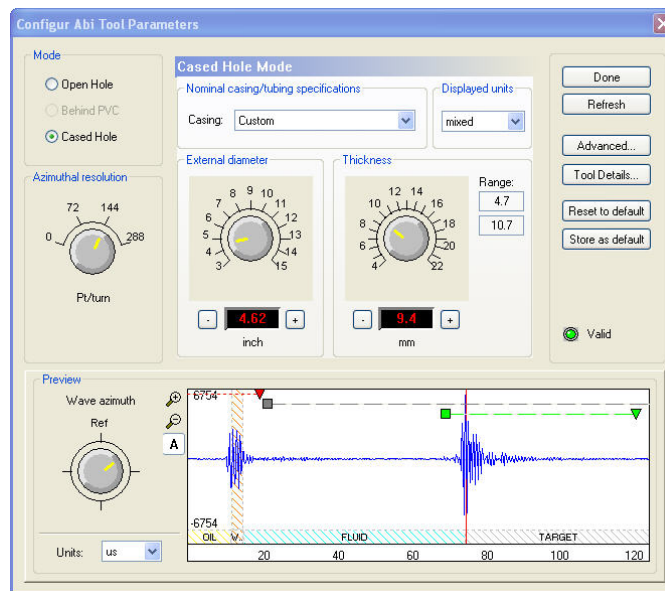 Configur Abi Tool Parameters
Mode
Open Hole
Behind PVC
Cased Hole
Azimuthal resolution
0
72
144
288
Pt/turn
Cased Hole Mode
Nominal casing/tubing specifications
Casing:
Custom
Displayed units
mixed
External diameter
3
4
5
6
7
8
9
10
11
12
13
14
15
-
4.62
+
inch
Thickness
4
6
8
10
12
14
16
18
20
22
-
9.4
+
mm
Range:
4.7
10.7
Done
Refresh
Advanced...
Tool Details...
Reset to default
Store as default
Valid
Preview
Wave azimuth
Ref
A
Units:
us
6754
-6754
OIL
W..
FLUID
TARGET
20
40
60
80
100
120